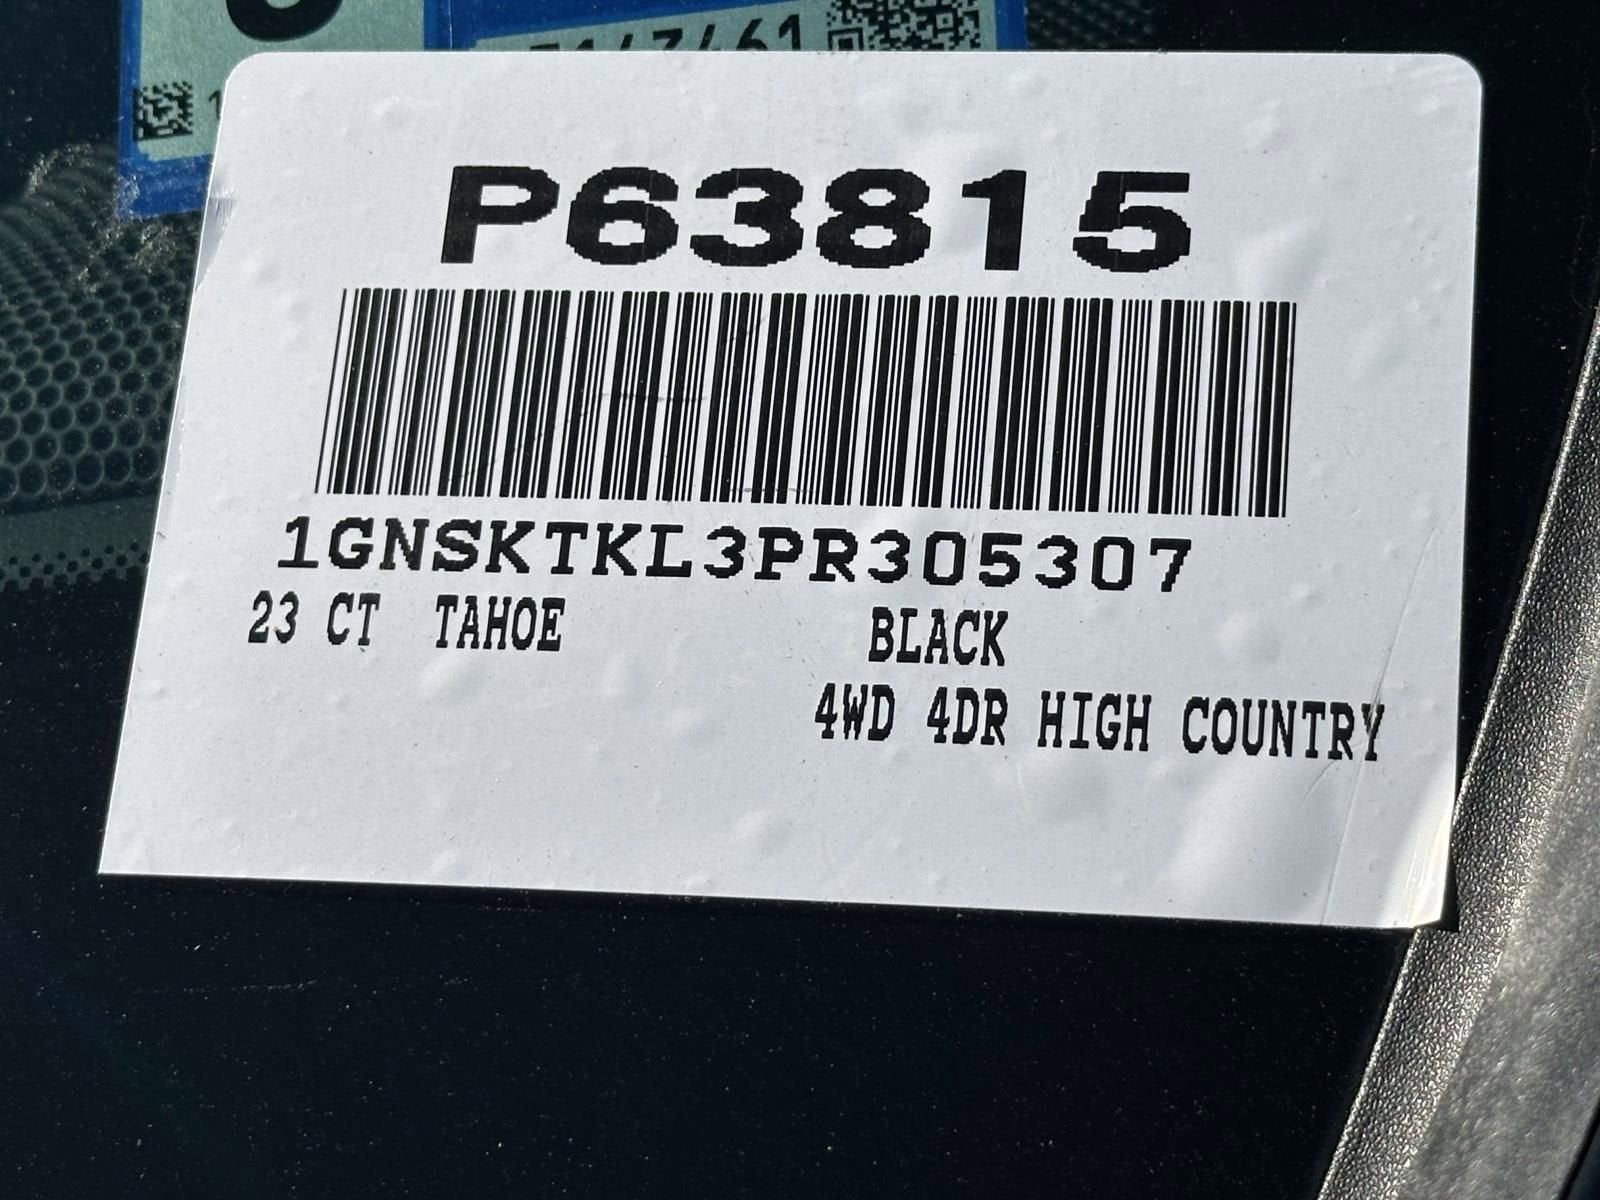 P63815
1GNSKTKL3PR305307
23 CT TAHOE BLACK
4WD 4DR HIGH COUNTRY